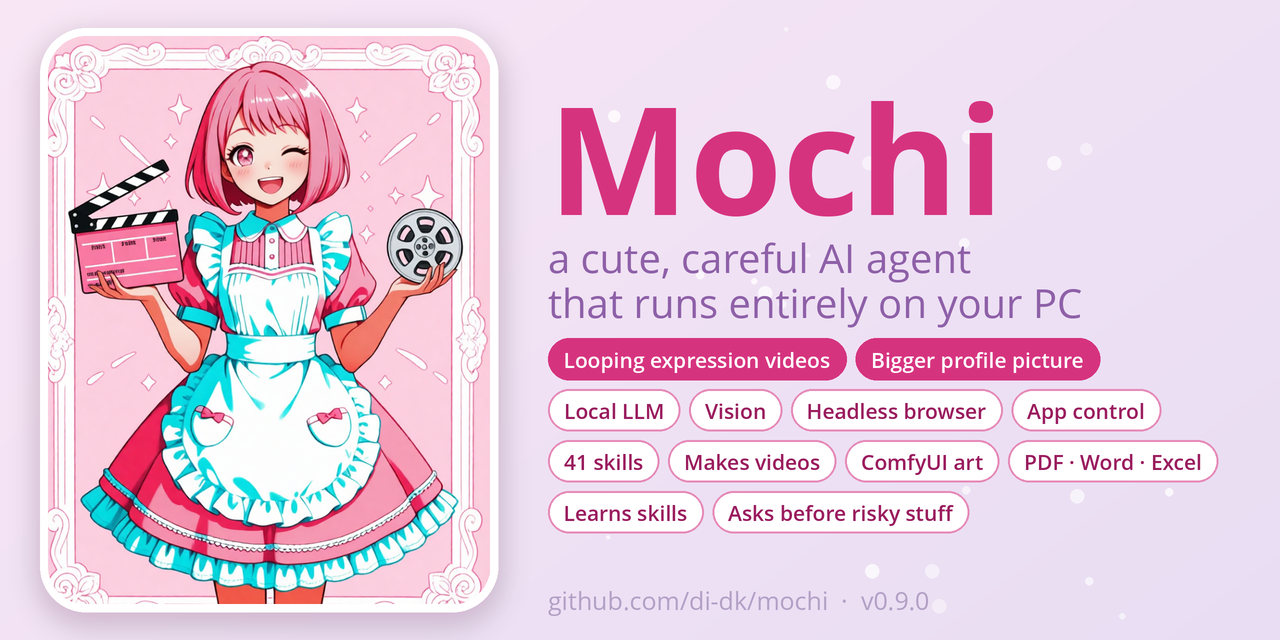 Mochi
a cute, careful AI agent
that runs entirely on your PC
Looping expression videos Bigger profile picture
Local LLM Vision Headless browser App control
41 skills Makes videos ComfyUI art PDF · Word · Excel
Learns skills Asks before risky stuff
github.com/di-dk/mochi · v0.9.0